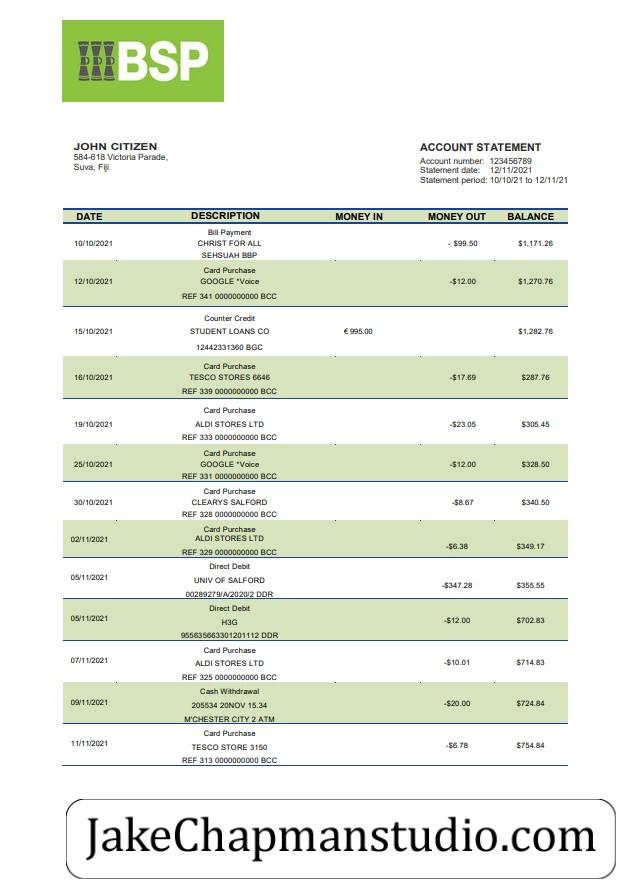 BSP
JOHN CITIZEN
584-618 Victoria Parade,
Suva, Fiji
ACCOUNT STATEMENT
Account number: 123456789
Statement date: 12/11/2021
Statement period: 10/10/21 to 12/11/21
DATE DESCRIPTION MONEY IN MONEY OUT BALANCE
Bill Payment
10/10/2021 CHRIST FOR ALL - $99.50 $1,171.26
SEHSUAH BBP
Card Purchase
12/10/2021 GOOGLE *Voice -$12.00 $1,270.76
REF 341 0000000000 BCC
Counter Credit
15/10/2021 STUDENT LOANS CO € 995.00 $1,282.76
12442331360 BGC
Card Purchase
16/10/2021 TESCO STORES 6646 -$17.69 $287.76
REF 339 0000000000 BCC
Card Purchase
19/10/2021 ALDI STORES LTD -$23.05 $305.45
REF 333 0000000000 BCC
Card Purchase
25/10/2021 GOOGLE *Voice -$12.00 $328.50
REF 331 0000000000 BCC
Card Purchase
30/10/2021 CLEARYS SALFORD -$8.67 $340.50
REF 328 0000000000 BCC
Card Purchase
02/11/2021 ALDI STORES LTD -$6.38 $349.17
REF 329 0000000000 BCC
Direct Debit
05/11/2021 UNIV OF SALFORD -$347.28 $355.55
00289279/A/2020/2 DDR
Direct Debit
05/11/2021 H3G -$12.00 $702.83
955635663301201112 DDR
Card Purchase
07/11/2021 ALDI STORES LTD -$10.01 $714.83
REF 325 0000000000 BCC
Cash Withdrawal
09/11/2021 205534 20NOV 15.34 -$20.00 $724.84
M'CHESTER CITY 2 ATM
Card Purchase
11/11/2021 TESCO STORE 3150 -$6.78 $754.84
REF 313 0000000000 BCC
JakeChapmanstudio.com